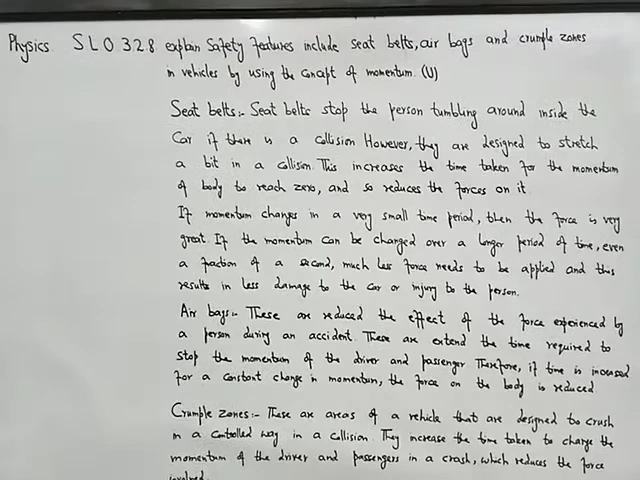 Physics SLO 3.2.8 explain Safety features include seat belts, air bags and crumple zones
in vehicles by using the concept of momentum. (U)
Seat belts:- Seat belts stop the person tumbling around inside the
Car if there is a collision However, they are designed to stretch
a bit in a collision. This increases the time taken for the momentum
of body to reach zero, and so reduces the forces on it
If momentum changes in a very small time period, then the force is very
great. If the momentum can be changed over a longer period of time, even
a fraction of a second, much less force needs to be applied and this
results in less damage to the car or injury to the person.
Air bags:- These are reduced the effect of the force experienced by
a person during an accident. These are extend the time required to
stop the momentum of the driver and passenger Therefore, if time is increased
for a constant change in momentum, the force on the body is reduced
Crumple zones:- These are areas of a vehicle that are designed to crush
in a controlled way in a collision. They increase the time taken to change the
momentum of the driver and passengers in a crash, which reduces the force
involved.